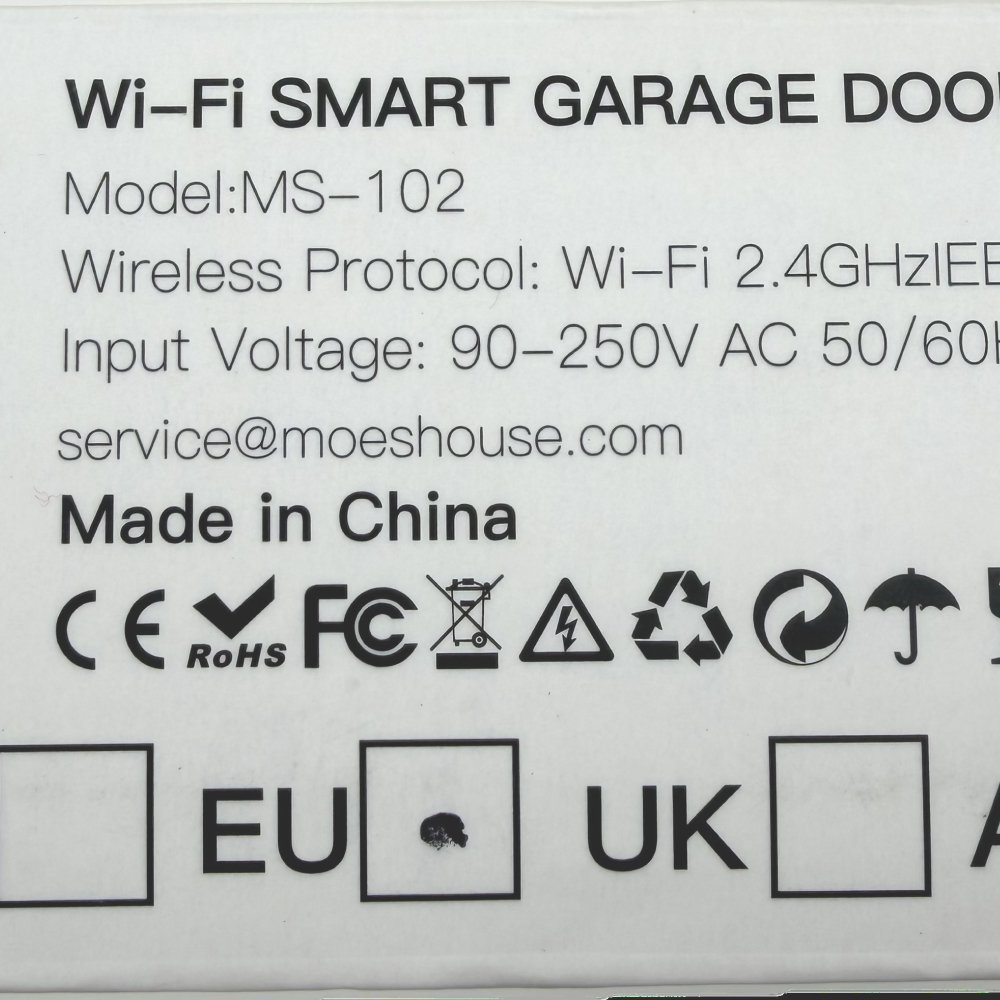 Wi-Fi SMART GARAGE DOO
Model:MS-102
Wireless Protocol: Wi-Fi 2.4GHzIEE
Input Voltage: 90-250V AC 50/60H
service@moeshouse.com
Made in China
CE RoHS FC
EU UK